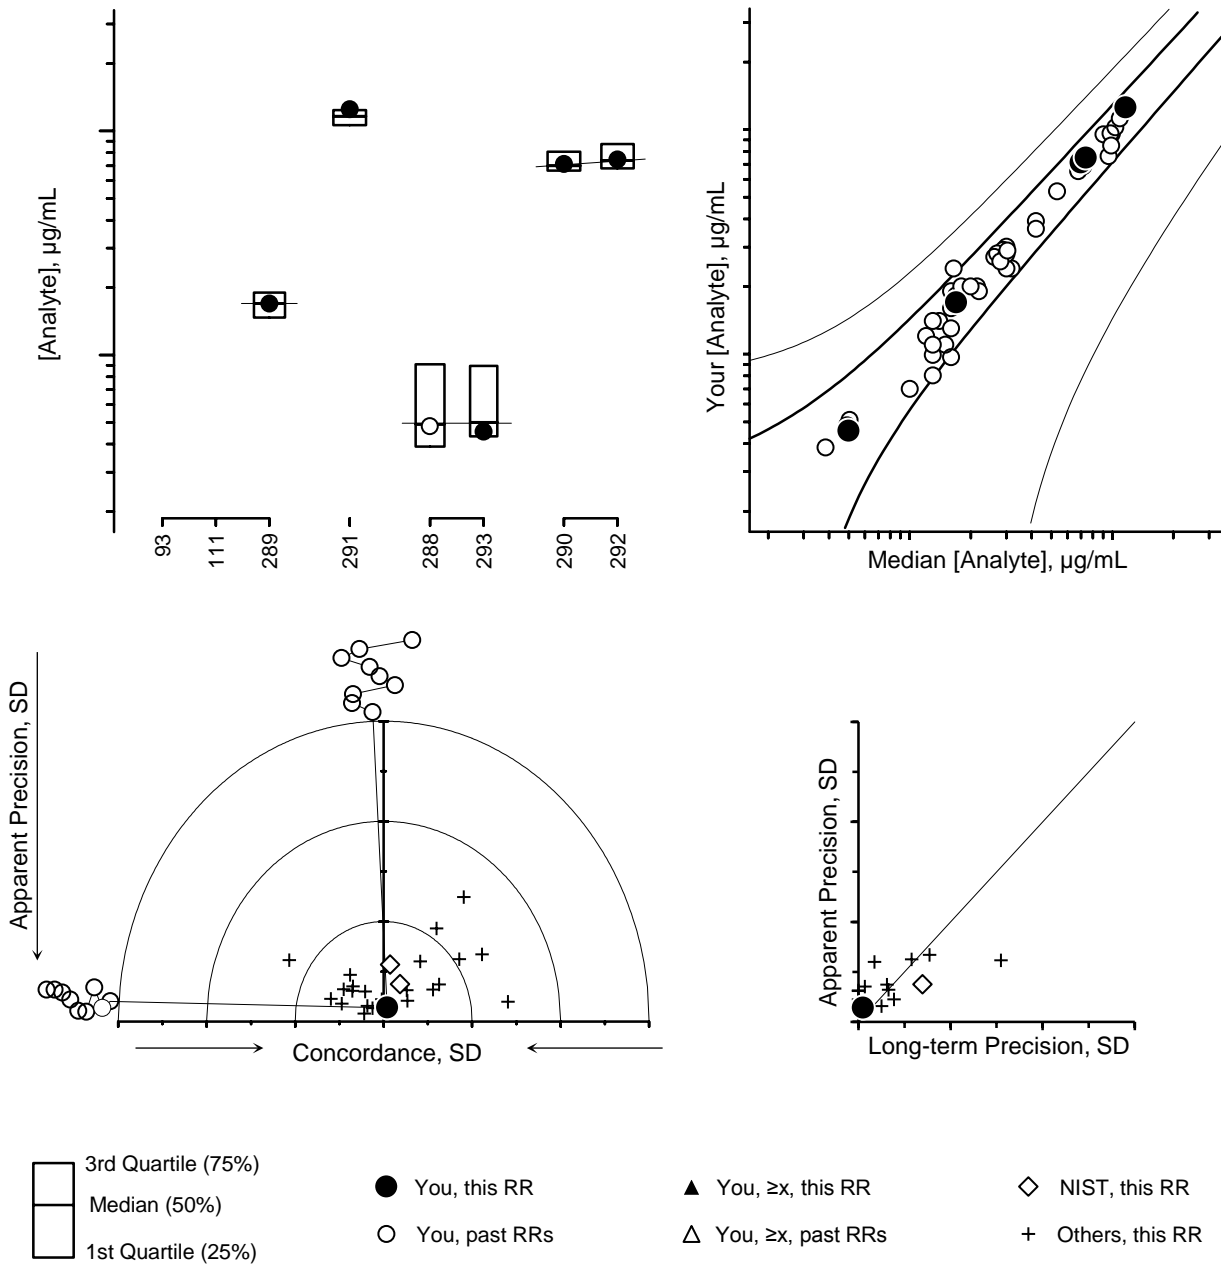 [Analyte], µg/mL
93
111
289
291
288
293
290
292
Your [Analyte], µg/mL
Median [Analyte], µg/mL
Apparent Precision, SD
Concordance, SD
Apparent Precision, SD
Long-term Precision, SD
3rd Quartile (75%)
Median (50%)
1st Quartile (25%)
You, this RR
You, past RRs
You, ≥x, this RR
You, ≥x, past RRs
NIST, this RR
Others, this RR